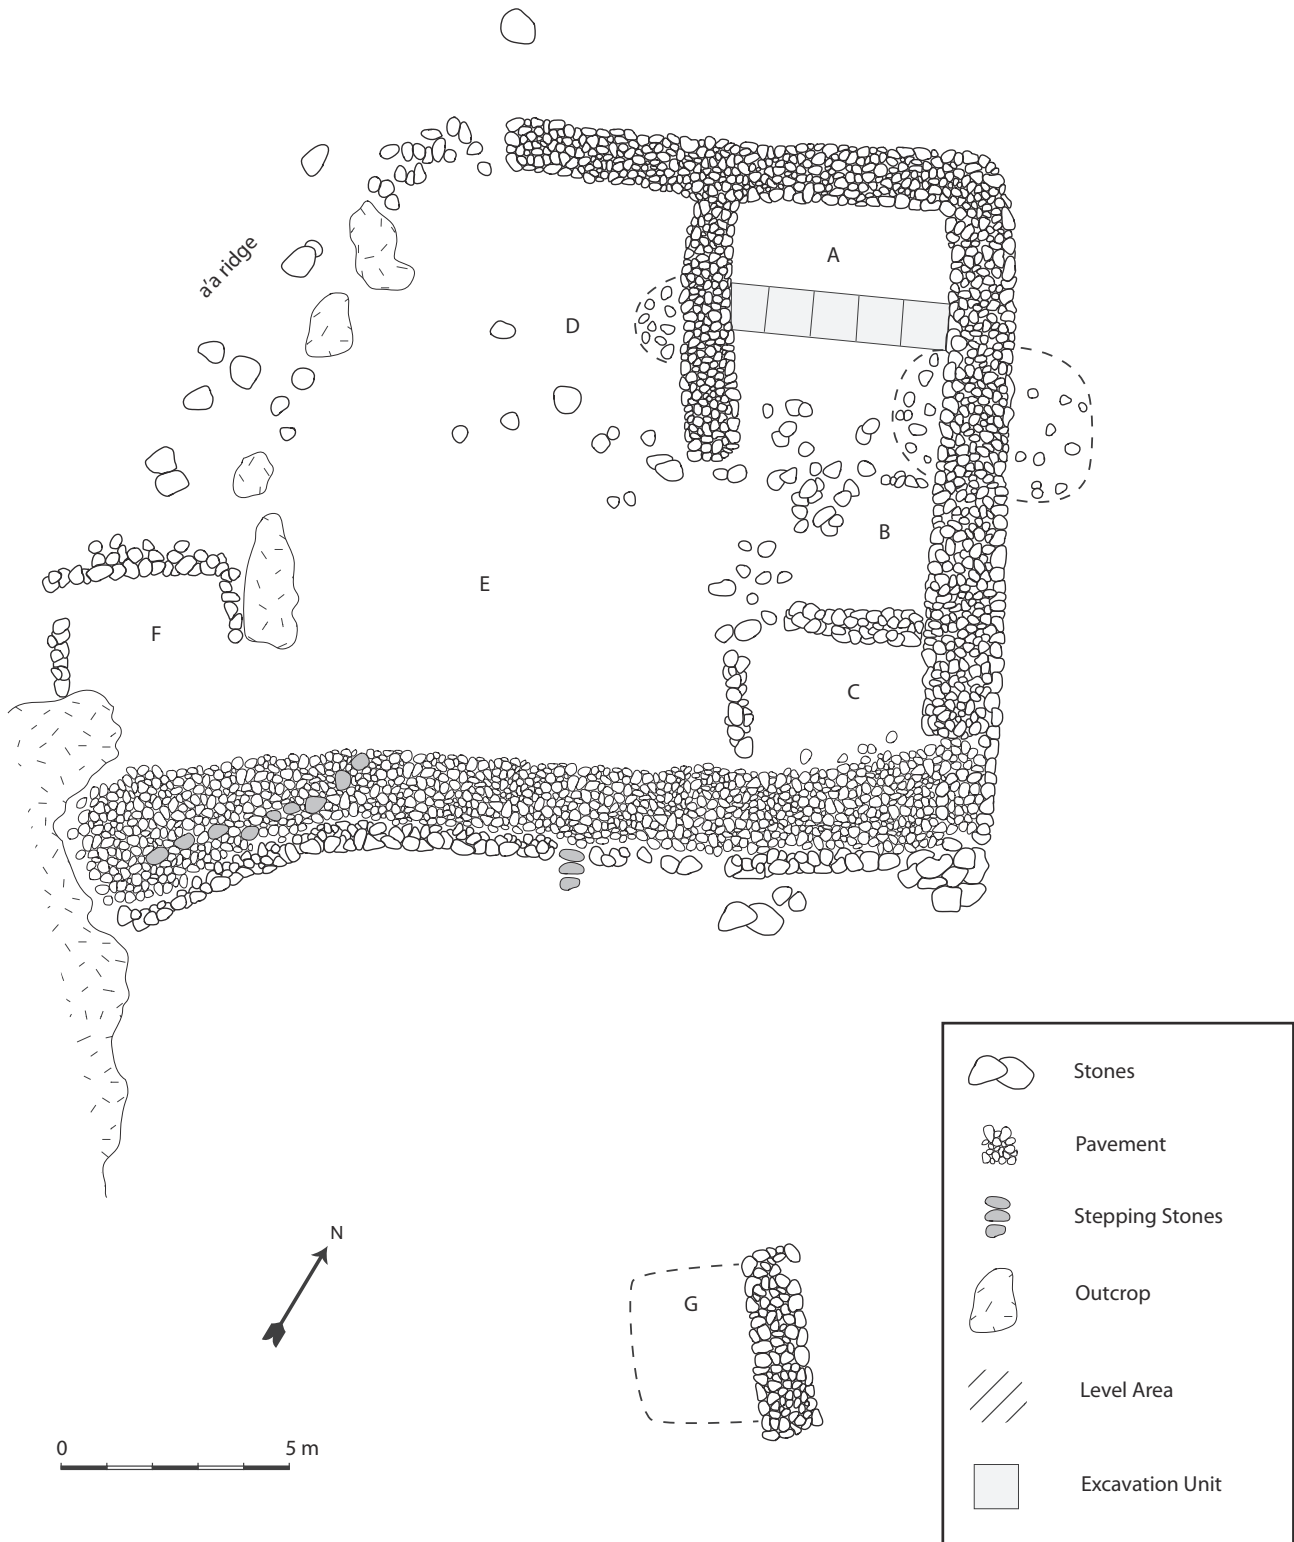 a'a ridge
A
D
B
E
F
C
N
G
0 5 m
Stones
Pavement
Stepping Stones
Outcrop
Level Area
Excavation Unit